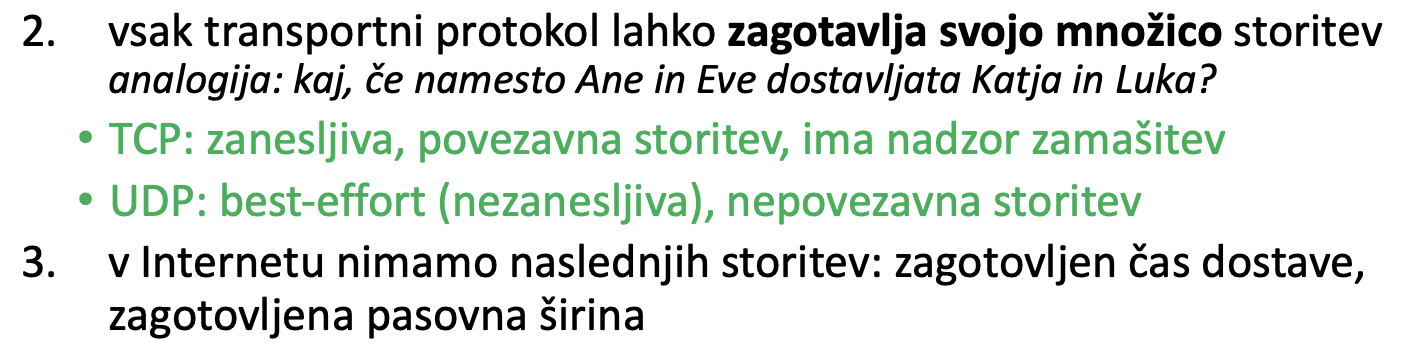 2. vsak transportni protokol lahko zagotavlja svojo množico storitev
analogija: kaj, če namesto Ane in Eve dostavljata Katja in Luka?
• TCP: zanesljiva, povezavna storitev, ima nadzor zamašitev
• UDP: best-effort (nezanesljiva), nepovezavna storitev
3. v Internetu nimamo naslednjih storitev: zagotovljen čas dostave,
zagotovljena pasovna širina